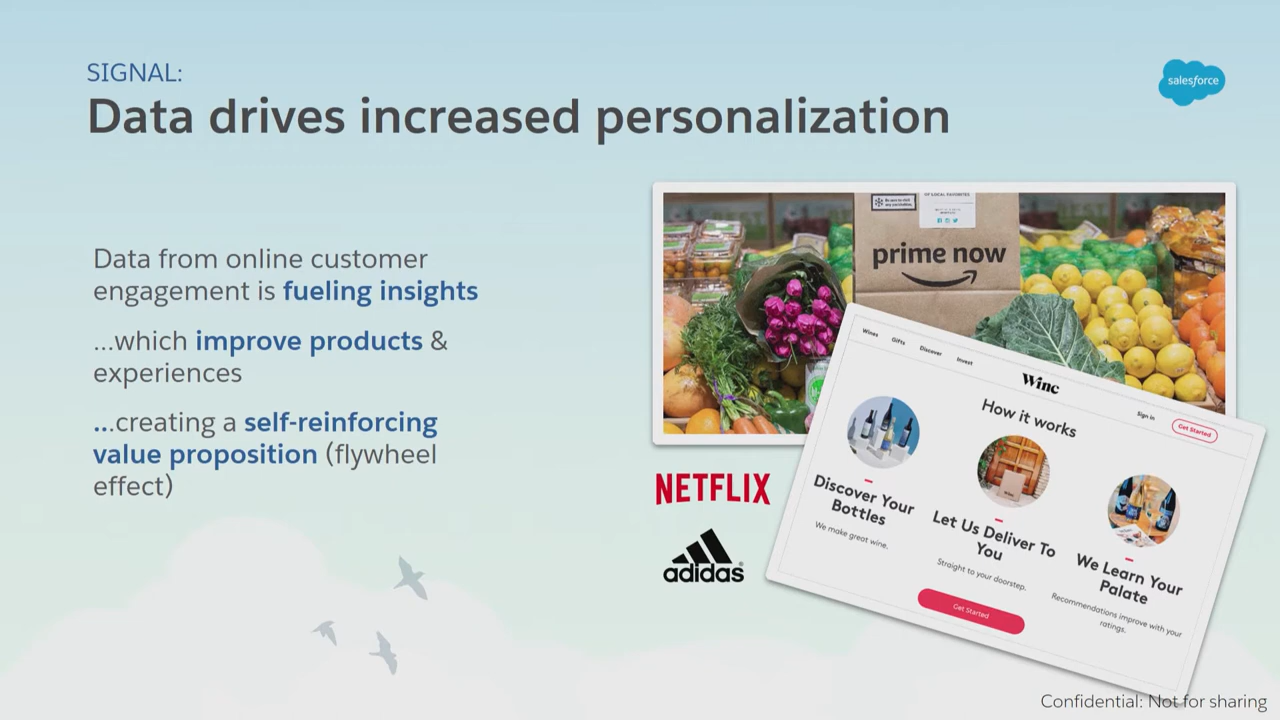 SIGNAL:
Data drives increased personalization
salesforce
Data from online customer
engagement is fueling insights
...which improve products &
experiences
...creating a self-reinforcing
value proposition (flywheel
effect)
OF LOCAL FAVORITES
prime now
NETFLIX
adidas
Wines Gifts Discover Invest
Winc
Sign in Get Started
How it works
Discover Your
Bottles
We make great wine.
Let Us Deliver To
You
Straight to your doorstep.
We Learn Your
Palate
Recommendations improve with your
ratings.
Get Started
Confidential: Not for sharing